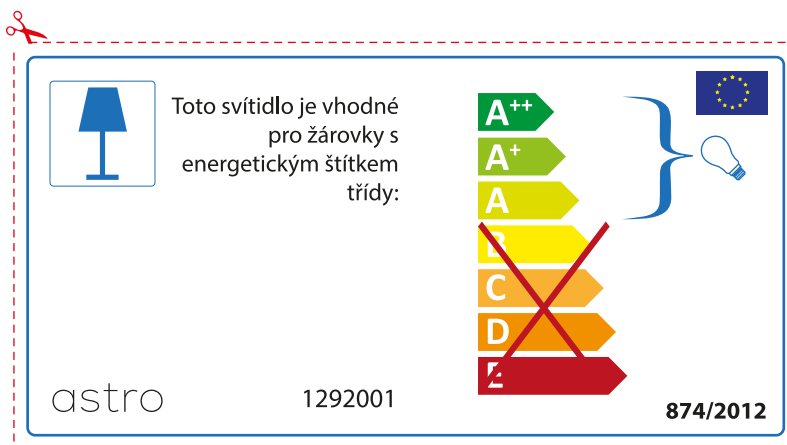 Toto svítidlo je vhodné
pro žárovky s
energetickým štítkem
třídy:
A++
A+
A
B
C
D
E
astro
1292001
874/2012